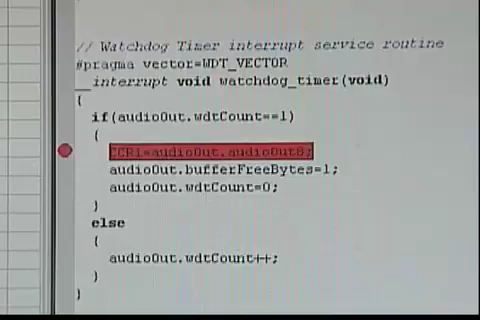 // Watchdog Timer interrupt service routine
#pragma vector=WDT_VECTOR
__interrupt void watchdog_timer(void)
{
if(audioOut.wdtCount==1)
{
CCR1=audioOut.audioOut8;
audioOut.bufferFreeBytes=1;
audioOut.wdtCount=0;
}
else
{
audioOut.wdtCount++;
}
}